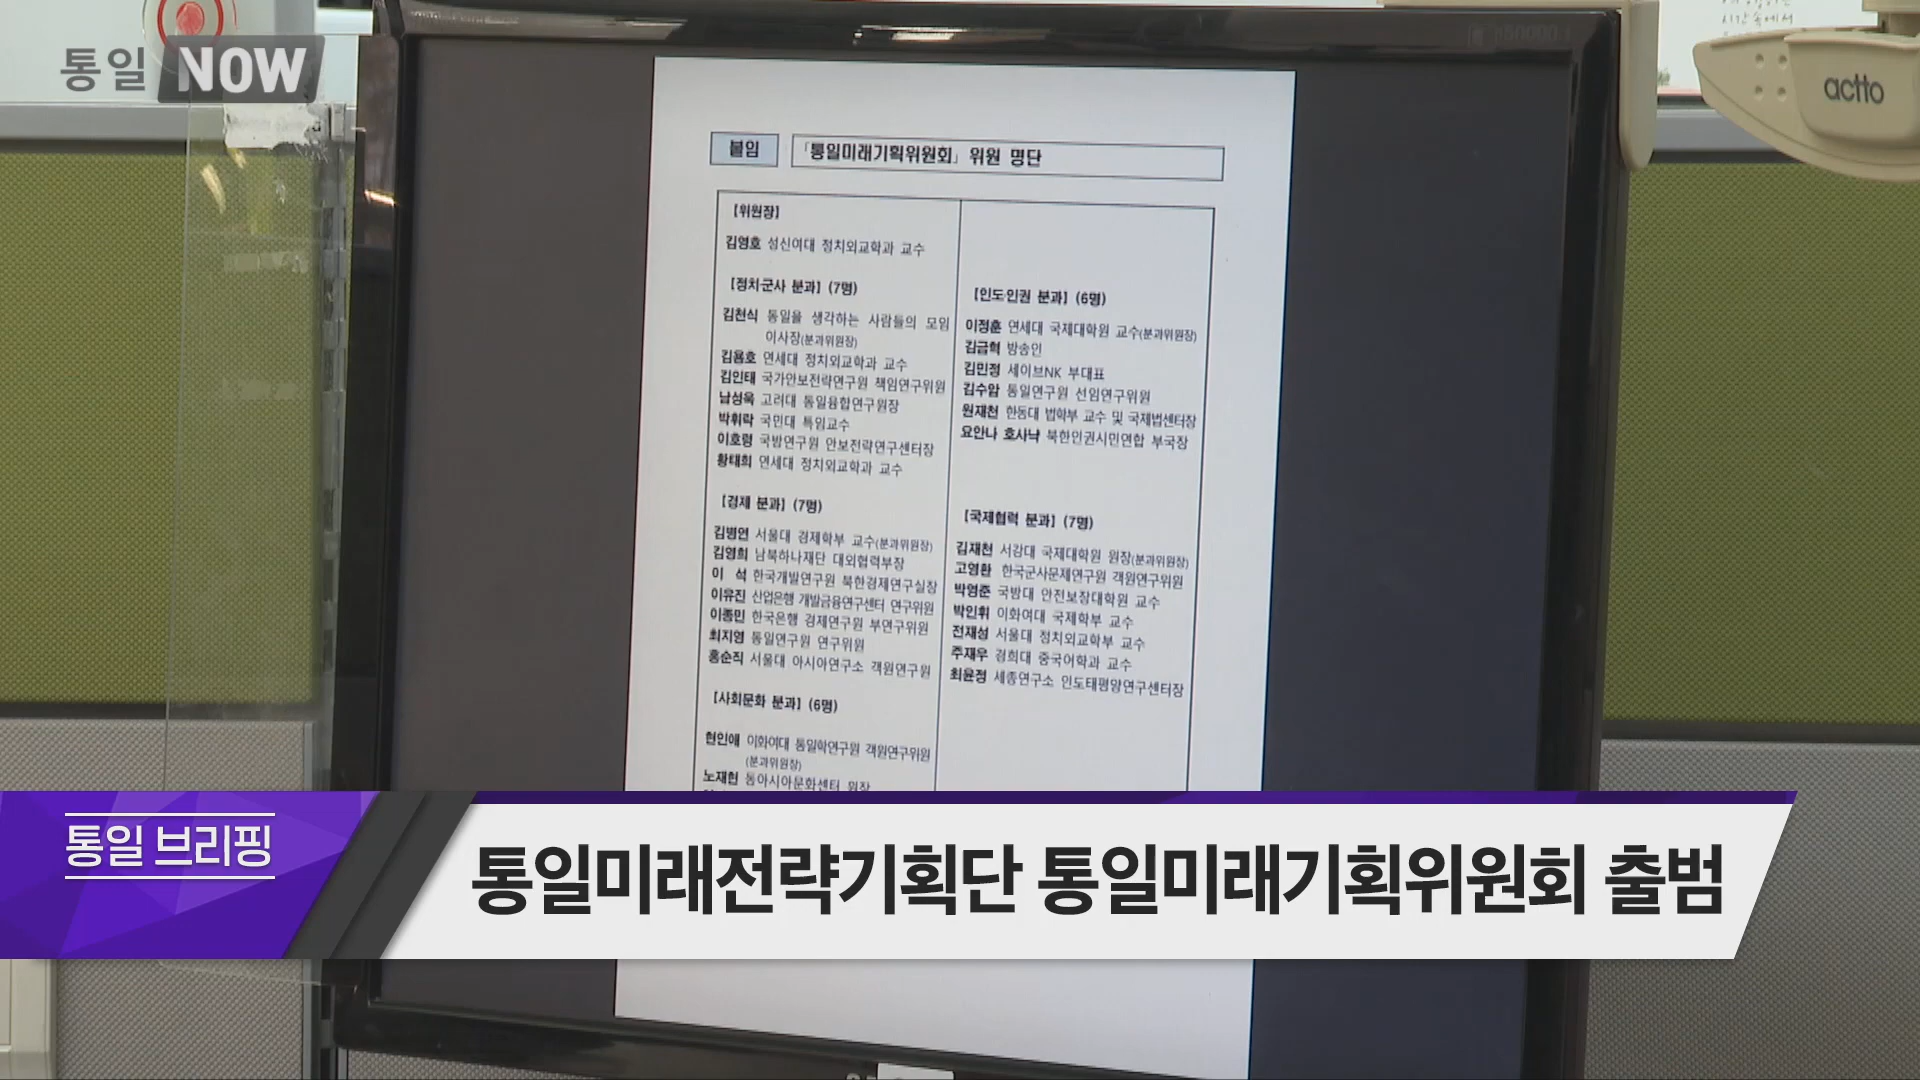 통일 NOW
시간속에서
actto
붙임
「통일미래기획위원회」 위원 명단
【위원장】
김영호 성신여대 정치외교학과 교수
【정치·군사 분과】 (7명)
김천식 통일을 생각하는 사람들의 모임
이사장(분과위원장)
김용호 연세대 정치외교학과 교수
김인태 국가안보전략연구원 책임연구위원
남성욱 고려대 통일융합연구원장
박휘락 국민대 특임교수
이호령 국방연구원 안보전략연구센터장
황태희 연세대 정치외교학과 교수
【경제 분과】 (7명)
김병연 서울대 경제학부 교수(분과위원장)
김영희 남북하나재단 대외협력부장
이 석 한국개발연구원 북한경제연구실장
이유진 산업은행 개발금융연구센터 연구위원
이종민 한국은행 경제연구원 부연구위원
최지영 통일연구원 연구위원
홍순직 서울대 아시아연구소 객원연구원
【사회문화 분과】 (6명)
현인애 이화여대 통일학연구원 객원연구위원
(분과위원장)
노재헌 동아시아문화센터 원장
【인도·인권 분과】 (6명)
이정훈 연세대 국제대학원 교수(분과위원장)
김금혁 방송인
김민정 세이브NK 부대표
김수암 통일연구원 선임연구위원
원재천 한동대 법학부 교수 및 국제법센터장
요안나 호사냑 북한인권시민연합 부국장
【국제협력 분과】 (7명)
김재천 서강대 국제대학원 원장(분과위원장)
고영환 한국군사문제연구원 객원연구위원
박영준 국방대 안전보장대학원 교수
박인휘 이화여대 국제학부 교수
전재성 서울대 정치외교학부 교수
주재우 경희대 중국어학과 교수
최윤정 세종연구소 인도태평양연구센터장
통일 브리핑
통일미래전략기획단 통일미래기획위원회 출범